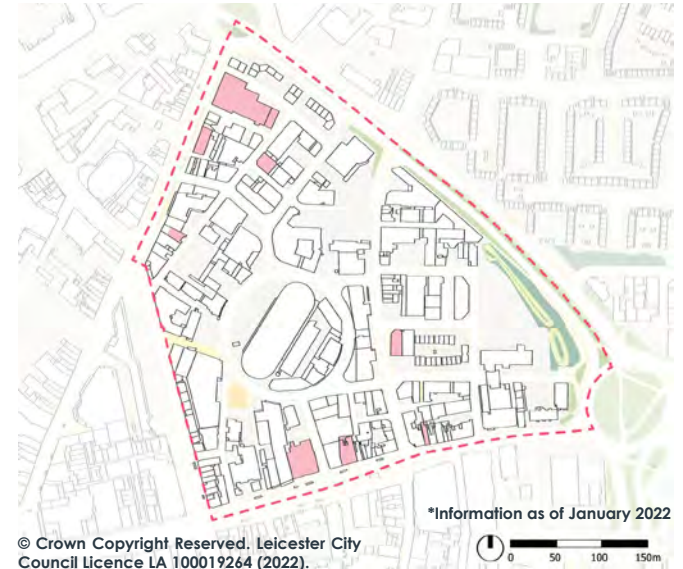 *Information as of January 2022
© Crown Copyright Reserved. Leicester City
Council Licence LA 100019264 (2022).
0 50 100 150m